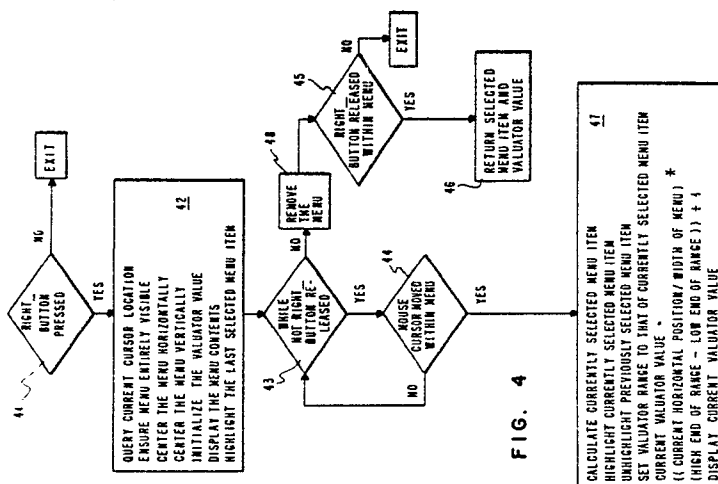 41
RIGHT_
BUTTON
PRESSED
NO
EXIT
YES
42
QUERY CURRENT CURSOR LOCATION
ENSURE MENU ENTIRELY VISIBLE
CENTER THE MENU HORIZONTALLY
CENTER THE MENU VERTICALLY
INITIALIZE THE VALUATOR VALUE
DISPLAY THE MENU CONTENTS
HIGHLIGHT THE LAST SELECTED MENU ITEM
43
WHILE
NOT RIGHT_
BUTTON RE-
LEASED
NO
YES
48
REMOVE
THE
MENU
45
RIGHT_
BUTTON RELEASED
WITHIN MENU
NO
EXIT
YES
46
RETURN SELECTED
MENU ITEM AND
VALUATOR VALUE
44
MOUSE
CURSOR MOVED
WITHIN MENU
NO
YES
47
CALCULATE CURRENTLY SELECTED MENU ITEM
HIGHLIGHT CURRENTLY SELECTED MENU ITEM
UNHIGHLIGHT PREVIOUSLY SELECTED MENU ITEM
SET VALUATOR RANGE TO THAT OF CURRENTLY SELECTED MENU ITEM
CURRENT VALUATOR VALUE =
(( CURRENT HORIZONTAL POSITION / WIDTH OF MENU) *
(HIGH END OF RANGE - LOW END OF RANGE )) + 1
DISPLAY CURRENT VALUATOR VALUE
FIG. 4